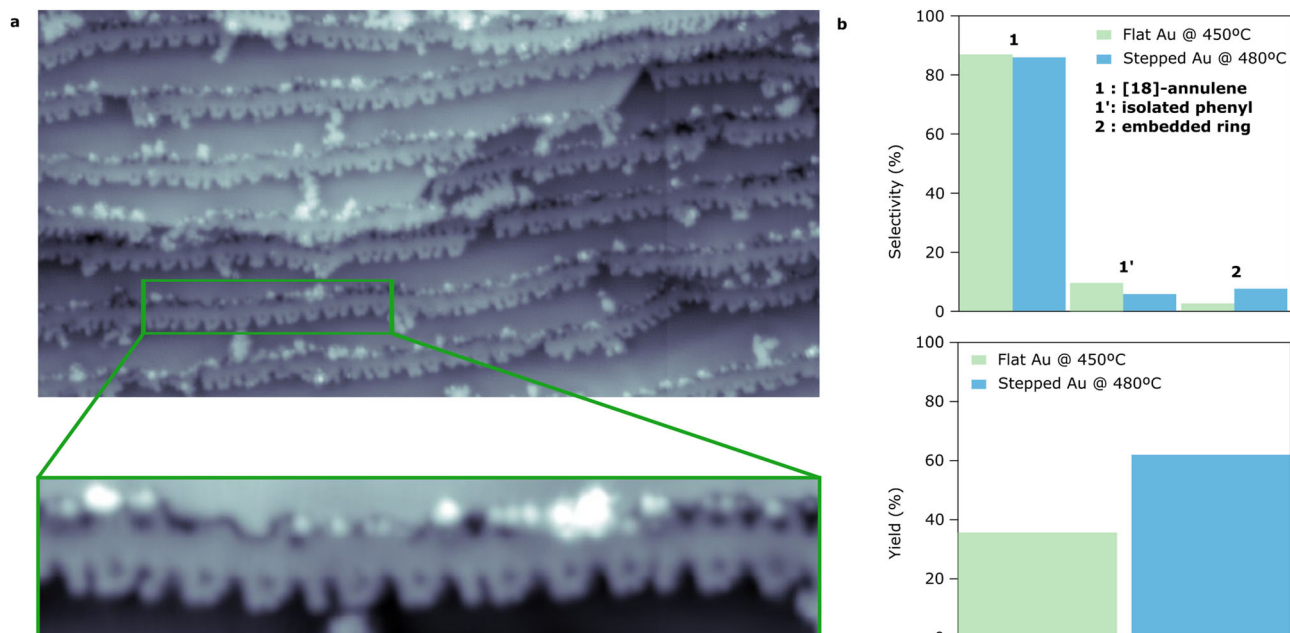 a
b
100
80
60
40
20
0
Selectivity (%)
1
Flat Au @ 450ºC
Stepped Au @ 480ºC
1 : [18]-annulene
1': isolated phenyl
2 : embedded ring
1'
2
100
80
60
40
20
Yield (%)
Flat Au @ 450ºC
Stepped Au @ 480ºC